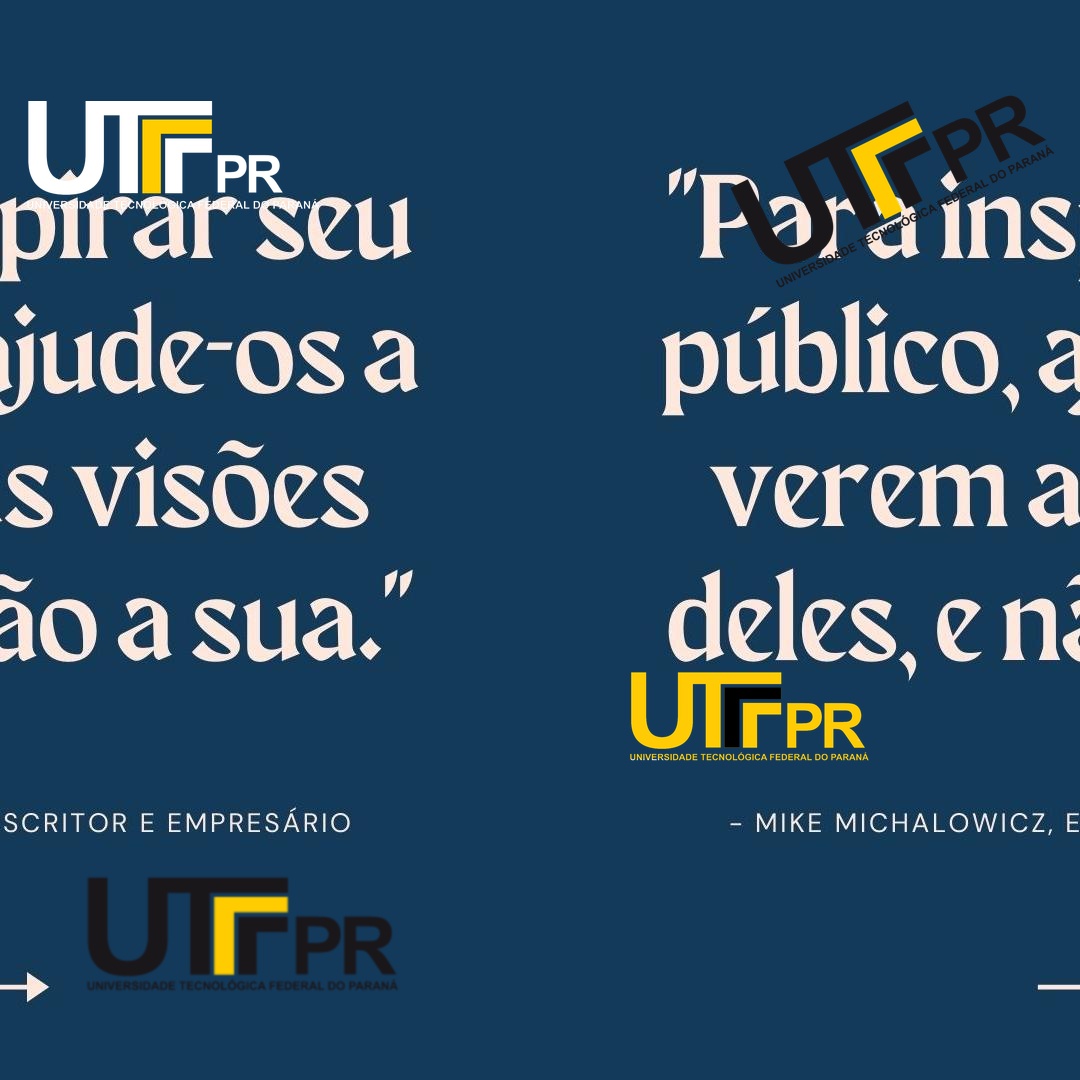 UTFPR
UNIVERSIDADE TECNOLÓGICA FEDERAL DO PARANÁ
pirar seu
ajude-os a
s visões
ão a sua."
SCRITOR E EMPRESÁRIO
UTFPR
UNIVERSIDADE TECNOLÓGICA FEDERAL DO PARANÁ
UTFPR
UNIVERSIDADE TECNOLÓGICA FEDERAL DO PARANÁ
"Para ins
público, a
verem a
deles, e nã
UTFPR
UNIVERSIDADE TECNOLÓGICA FEDERAL DO PARANÁ
– MIKE MICHALOWICZ, E